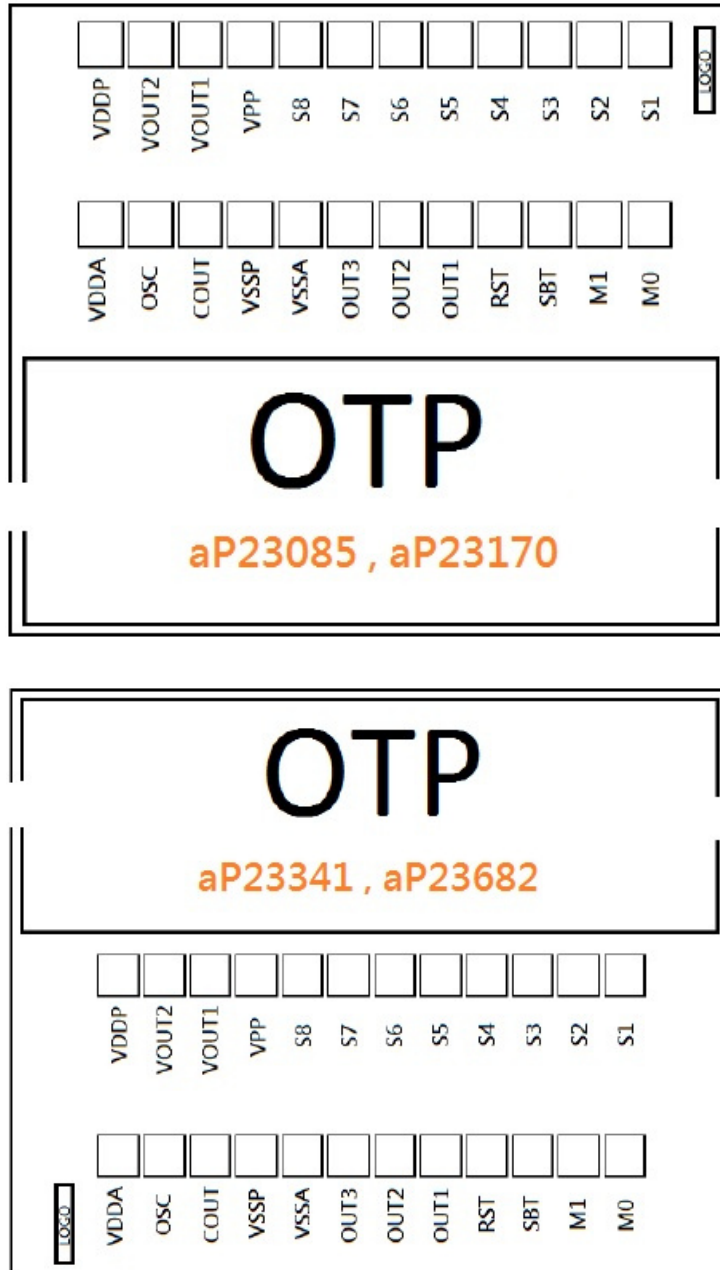 LOGO
VDDP VOUT2 VOUT1 VPP S8 S7 S6 S5 S4 S3 S2 S1
VDDA OSC COUT VSSP VSSA OUT3 OUT2 OUT1 RST SBT M1 M0
OTP
aP23085 , aP23170
OTP
aP23341 , aP23682
VDDP VOUT2 VOUT1 VPP S8 S7 S6 S5 S4 S3 S2 S1
LOGO
VDDA OSC COUT VSSP VSSA OUT3 OUT2 OUT1 RST SBT M1 M0